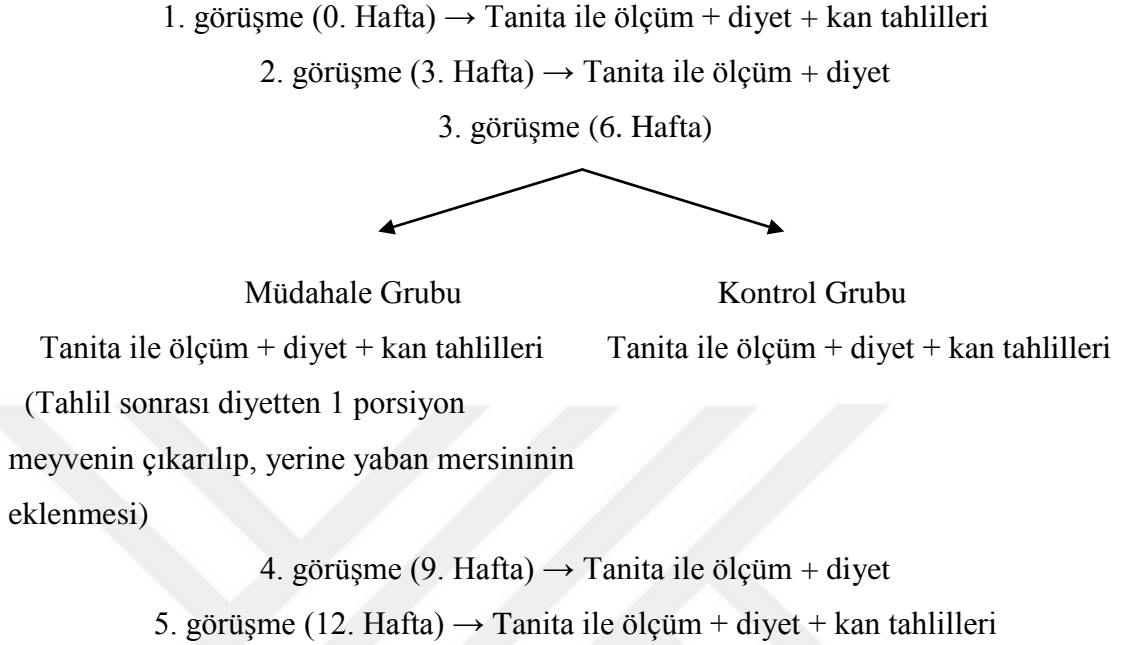 1. görüşme (0. Hafta) → Tanita ile ölçüm + diyet + kan tahlilleri
2. görüşme (3. Hafta) → Tanita ile ölçüm + diyet
3. görüşme (6. Hafta)
Müdahale Grubu
Kontrol Grubu
Tanita ile ölçüm + diyet + kan tahlilleri
Tanita ile ölçüm + diyet + kan tahlilleri
(Tahlil sonrası diyetten 1 porsiyon
meyvenin çıkarılıp, yerine yaban mersininin
eklenmesi)
4. görüşme (9. Hafta) → Tanita ile ölçüm + diyet
5. görüşme (12. Hafta) → Tanita ile ölçüm + diyet + kan tahlilleri